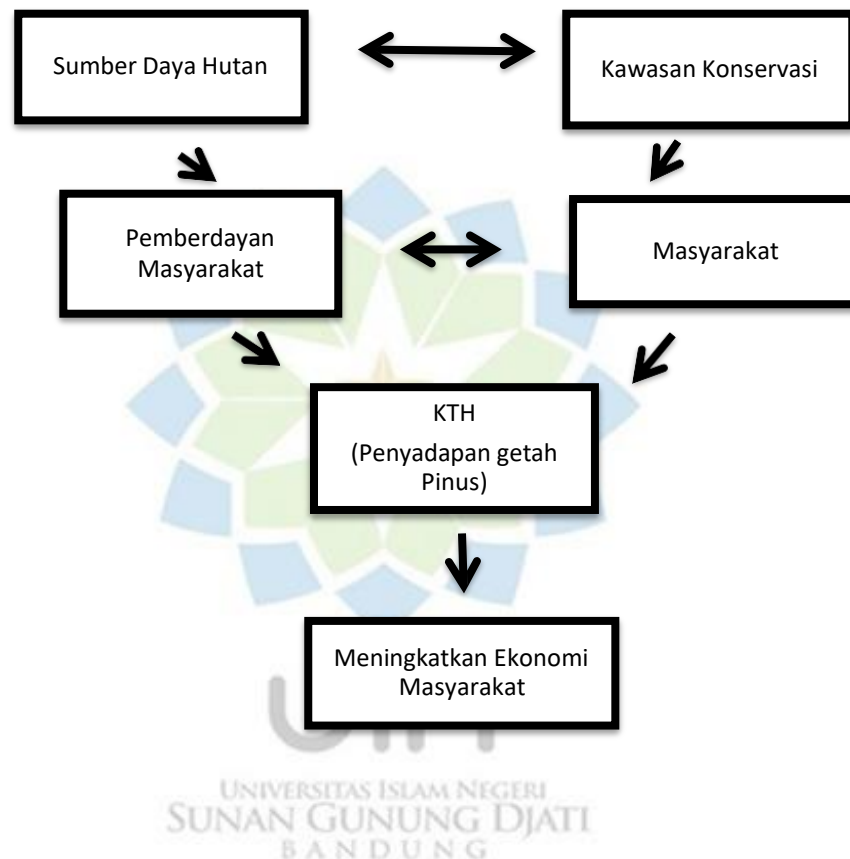 Sumber Daya Hutan
Kawasan Konservasi
Pemberdayan
Masyarakat
Masyarakat
KTH
(Penyadapan getah
Pinus)
Meningkatkan Ekonomi
Masyarakat
UNIVERSITAS ISLAM NEGERI
SUNAN GUNUNG DJATI
BANDUNG